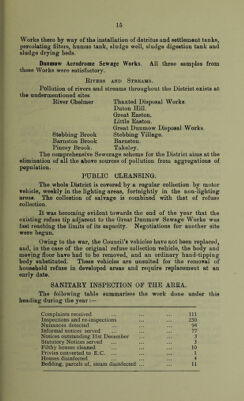 15
Works there by way of the installation of detritus and settlement tanks,
percolating filters, humus tank, sludge well, sludge digestion tank and
sludge drying beds.
Dunmow Aerodrome Sewage Works. All three samples from
these Works were satisfactory.
Rivers and Streams.
Pollution of rivers and streams throughout the District exists at
the undermentioned sites
River Chelmer Thaxted Disposal Works
Duton Hill.
Great Easton.
Little Easton.
Great Dunmow Disposal Works.
Stebbing Brook Stebbing Village.
Barnston Brook Barnston.
Pincey Brook. Takeley.
The comprehensive Sewerage scheme for the District aims at the
elimination of all the above sources of pollution from aggregations of
population.
PUBLIC CLEANSING.
The whole District is covered by a regular collection by motor
vehicle, weekly in the lighting areas, fortnightly in the non-lighting
areas. The collection of salvage is combined with that of refuse
collection.
It was becoming evident towards the end of the year that the
existing refuse tip adjacent to the Great Dunmow Sewage Works was
fast reaching the limits of its capacity. Negotiations for another site
were begun.
Owing to the war, the Council's vehicles have not been replaced,
and, in the case of the original refuse collection vehicle, the body and
moving floor have had to be removed, and an ordinary hand-tipping
body substituted. These vehicles are unsuited for the removal of
household refuse in developed areas and require replacement at an
early date.
SANITARY INSPECTION OF THE AREA.
The following table summarises the work done under this
heading during the year :—
Complaints received ... ... ... ... 111
Inspections and re-inspections ... ... ... 250
Nuisances detected ... ... ... ... 94
Informal notices served ... ... ... ... 77
Notices outstanding 31st December ... ... 3
Statutory Notices served ... ... ... ... 3
Filthy houses cleaned ... ... ... ... 10
Privies converted to E.C. ... ... ... ... 1
Houses disinfected ... ... ... ... 4
Bedding, parcels of, steam disinfected ... ... ... 11